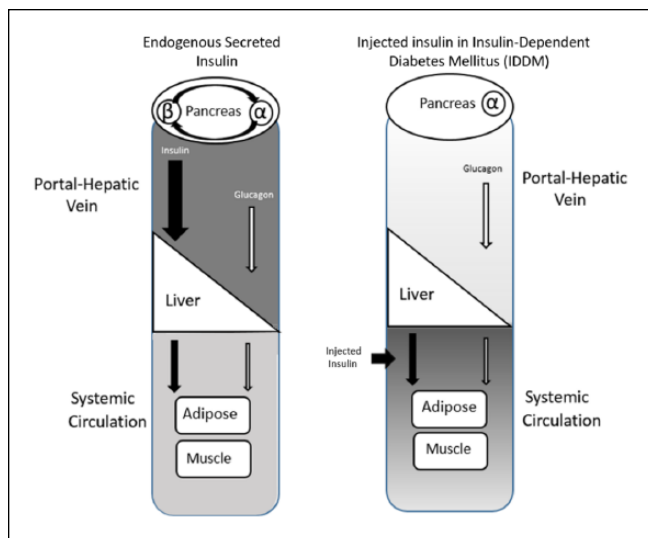 Endogenous Secreted
Insulin
β Pancreas α
Insulin
Glucagon
Portal-Hepatic
Vein
Liver
Systemic
Circulation
Adipose
Muscle
Injected insulin in Insulin-Dependent
Diabetes Mellitus (IDDM)
Pancreas α
Glucagon
Portal-Hepatic
Vein
Liver
Injected
Insulin
Adipose
Muscle
Systemic
Circulation